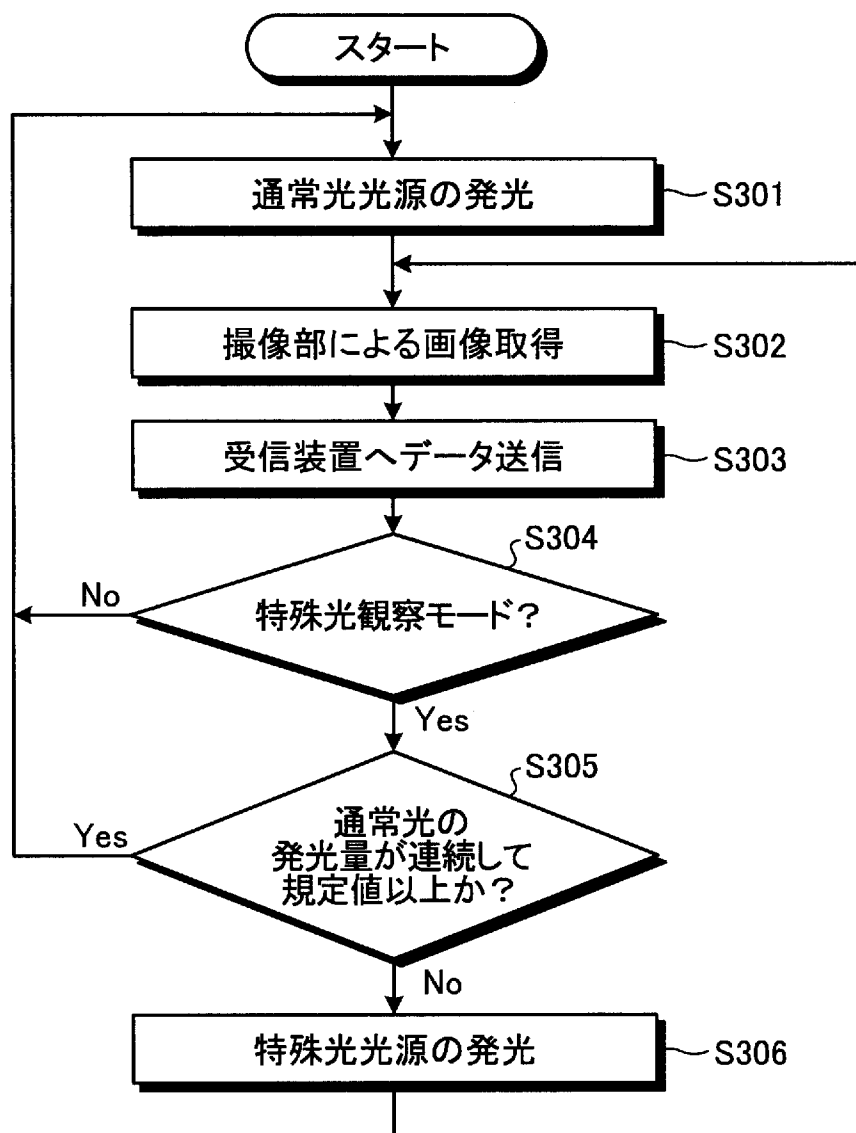 スタート
通常光光源の発光
S301
撮像部による画像取得
S302
受信装置へデータ送信
S303
S304
特殊光観察モード?
No
Yes
S305
通常光の
発光量が連続して
規定値以上か?
Yes
No
特殊光光源の発光
S306